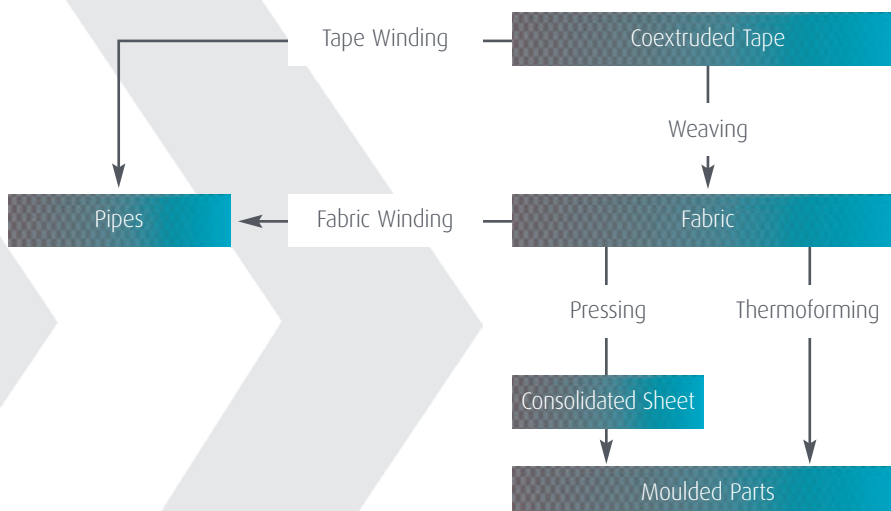 Tape Winding
Coextruded Tape
Weaving
Pipes
Fabric Winding
Fabric
Pressing
Thermoforming
Consolidated Sheet
Moulded Parts